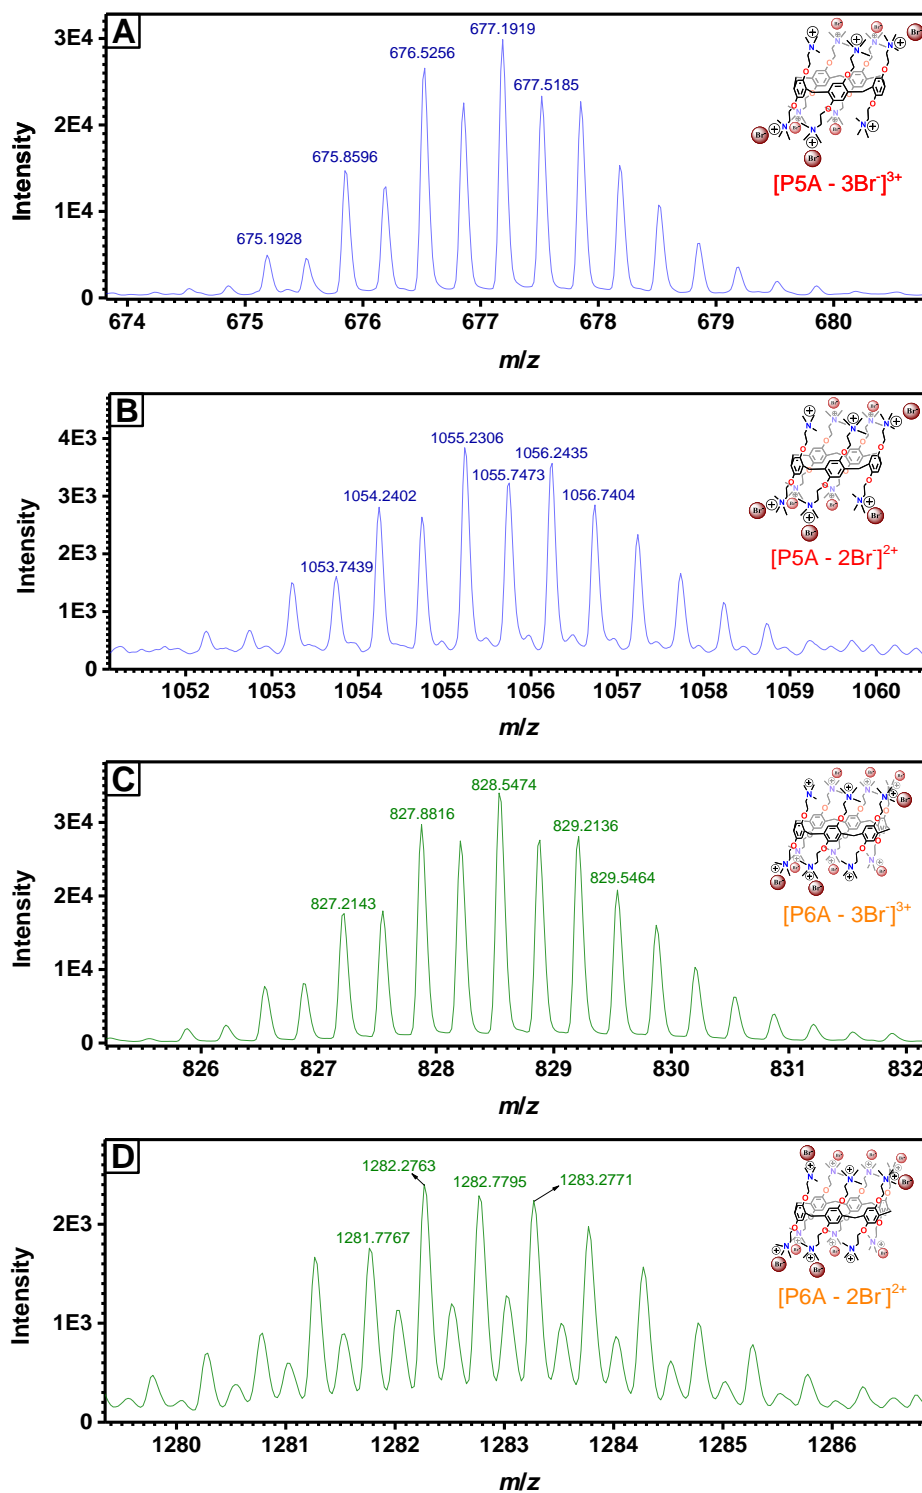 A
3E4
2E4
1E4
0
Intensity
675.1928
675.8596
676.5256
677.1919
677.5185
[P5A - 3Br-]3+
674 675 676 677 678 679 680
m/z
B
4E3
3E3
2E3
1E3
0
Intensity
1053.7439
1054.2402
1055.2306
1055.7473
1056.2435
1056.7404
[P5A - 2Br-]2+
1052 1053 1054 1055 1056 1057 1058 1059 1060
m/z
C
3E4
2E4
1E4
0
Intensity
827.2143
827.8816
828.5474
829.2136
829.5464
[P6A - 3Br-]3+
826 827 828 829 830 831 832
m/z
D
2E3
1E3
0
Intensity
1281.7767
1282.2763
1282.7795
1283.2771
[P6A - 2Br-]2+
1280 1281 1282 1283 1284 1285 1286
m/z